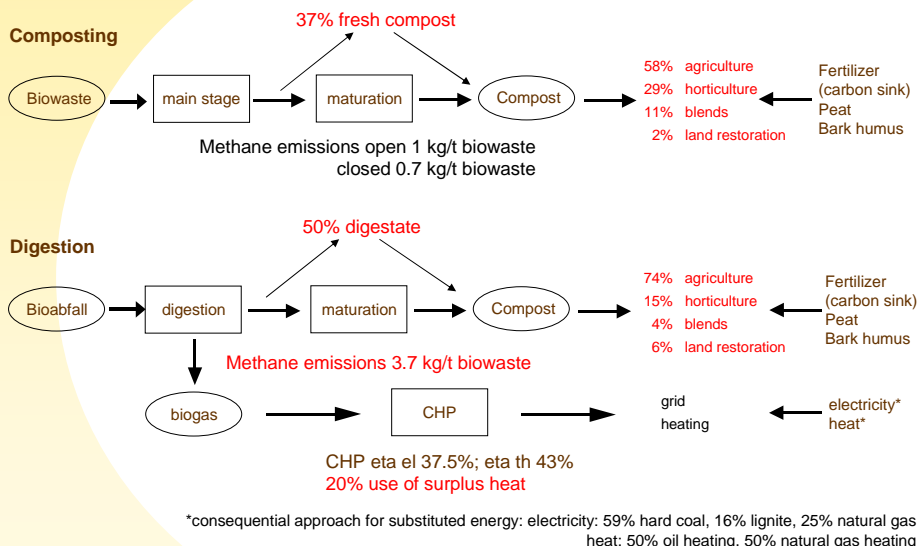 Composting
37% fresh compost
Biowaste
main stage
maturation
Compost
58% agriculture
29% horticulture
11% blends
2% land restoration
Fertilizer
(carbon sink)
Peat
Bark humus
Methane emissions open 1 kg/t biowaste
closed 0.7 kg/t biowaste
Digestion
50% digestate
Bioabfall
digestion
maturation
Compost
74% agriculture
15% horticulture
4% blends
6% land restoration
Fertilizer
(carbon sink)
Peat
Bark humus
Methane emissions 3.7 kg/t biowaste
biogas
CHP
grid
heating
electricity*
heat*
CHP eta el 37.5%; eta th 43%
20% use of surplus heat
*consequential approach for substituted energy: electricity: 59% hard coal, 16% lignite, 25% natural gas
heat: 50% oil heating, 50% natural gas heating